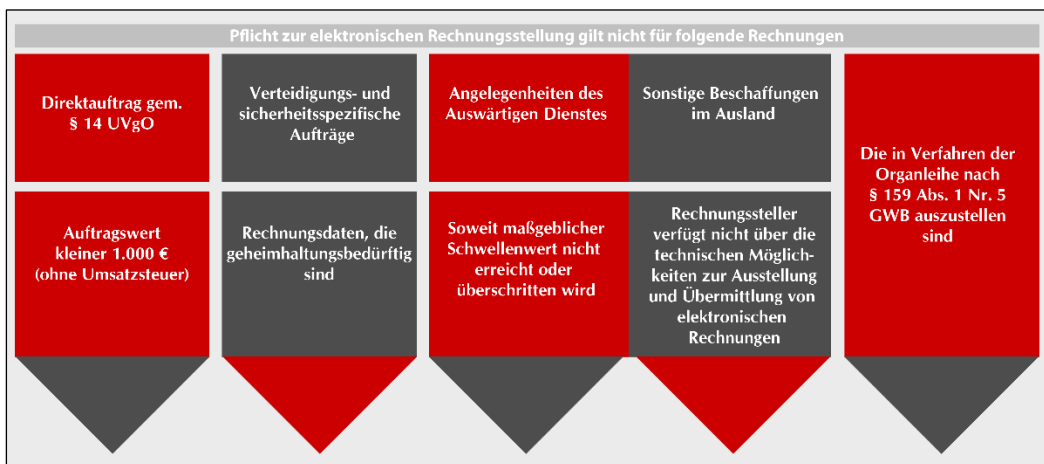 Pflicht zur elektronischen Rechnungsstellung gilt nicht für folgende Rechnungen
Direktauftrag gem.
§ 14 UVgO
Auftragswert
kleiner 1.000 €
(ohne Umsatzsteuer)
Verteidigungs- und
sicherheitsspezifische
Aufträge
Rechnungsdaten, die
geheimhaltungsbedürftig
sind
Angelegenheiten des
Auswärtigen Dienstes
Soweit maßgeblicher
Schwellenwert nicht
erreicht oder
überschritten wird
Sonstige Beschaffungen
im Ausland
Rechnungssteller
verfügt nicht über die
technischen Möglich-
keiten zur Ausstellung
und Übermittlung von
elektronischen
Rechnungen
Die in Verfahren der
Organleihe nach
§ 159 Abs. 1 Nr. 5
GWB auszustellen
sind